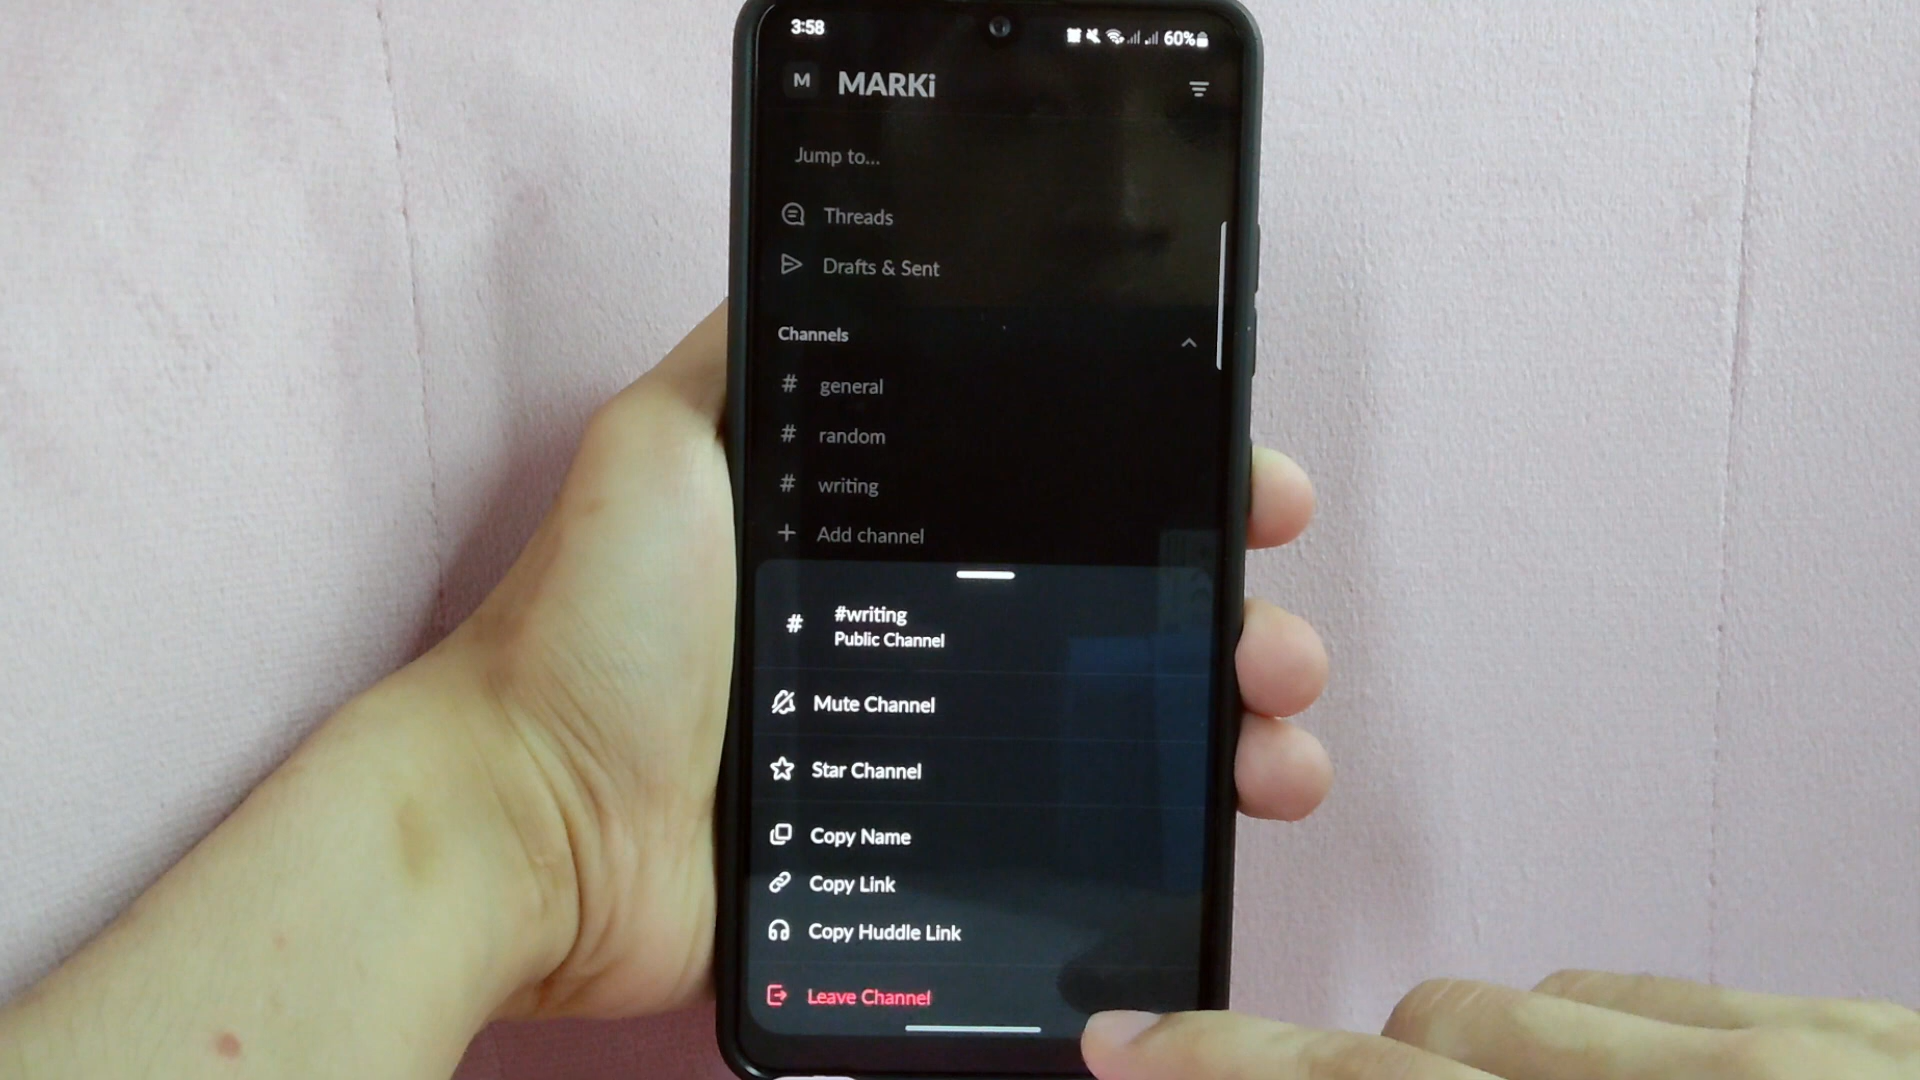 3:58
60%
M MARKi
Jump to...
Threads
Drafts & Sent
Channels
# general
# random
# writing
+ Add channel
# #writing
Public Channel
Mute Channel
Star Channel
Copy Name
Copy Link
Copy Huddle Link
Leave Channel